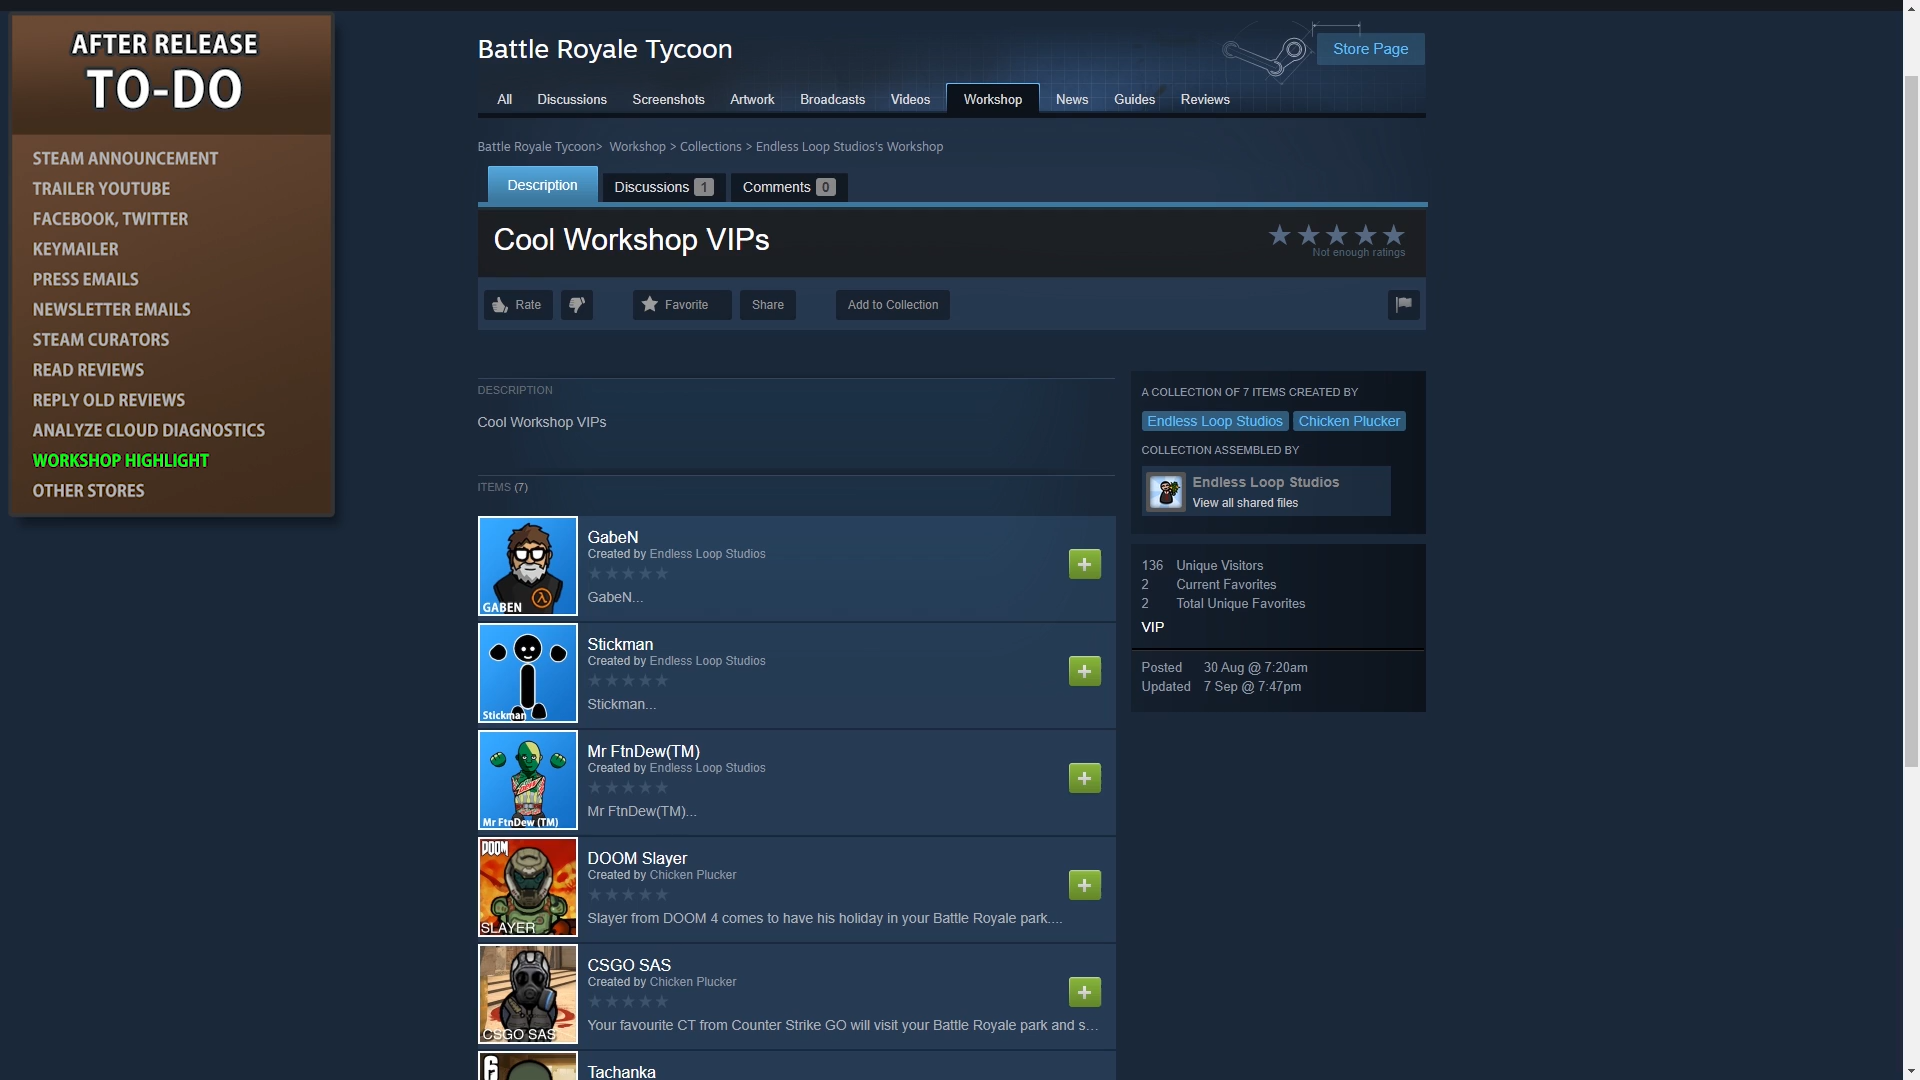 AFTER RELEASE
TO-DO
STEAM ANNOUNCEMENT
TRAILER YOUTUBE
FACEBOOK, TWITTER
KEYMAILER
PRESS EMAILS
NEWSLETTER EMAILS
STEAM CURATORS
READ REVIEWS
REPLY OLD REVIEWS
ANALYZE CLOUD DIAGNOSTICS
WORKSHOP HIGHLIGHT
OTHER STORES
Battle Royale Tycoon
Store Page
All Discussions Screenshots Artwork Broadcasts Videos Workshop News Guides Reviews
Battle Royale Tycoon> Workshop > Collections > Endless Loop Studios's Workshop
Description Discussions 1 Comments 0
Cool Workshop VIPs
Not enough ratings
Rate Favorite Share Add to Collection
DESCRIPTION
Cool Workshop VIPs
ITEMS (7)
GABEN
GabeN
Created by Endless Loop Studios
GabeN...
Stickman
Stickman
Created by Endless Loop Studios
Stickman...
Mr FtnDew (TM)
Mr FtnDew(TM)
Created by Endless Loop Studios
Mr FtnDew(TM)...
DOOM
SLAYER
DOOM Slayer
Created by Chicken Plucker
Slayer from DOOM 4 comes to have his holiday in your Battle Royale park....
CSGO SAS
CSGO SAS
Created by Chicken Plucker
Your favourite CT from Counter Strike GO will visit your Battle Royale park and s...
Tachanka
A COLLECTION OF 7 ITEMS CREATED BY
Endless Loop Studios Chicken Plucker
COLLECTION ASSEMBLED BY
Endless Loop Studios
View all shared files
136 Unique Visitors
2 Current Favorites
2 Total Unique Favorites
VIP
Posted 30 Aug @ 7:20am
Updated 7 Sep @ 7:47pm